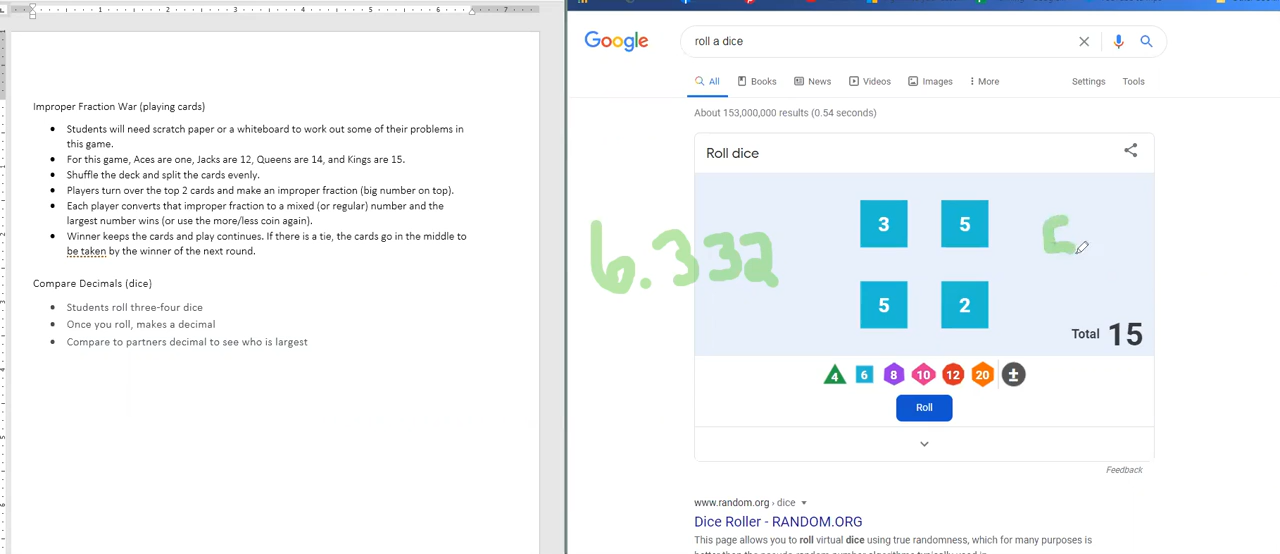 1 2 3 4 5 6 7
Improper Fraction War (playing cards)
• Students will need scratch paper or a whiteboard to work out some of their problems in
this game.
• For this game, Aces are one, Jacks are 12, Queens are 14, and Kings are 15.
• Shuffle the deck and split the cards evenly.
• Players turn over the top 2 cards and make an improper fraction (big number on top).
• Each player converts that improper fraction to a mixed (or regular) number and the
largest number wins (or use the more/less coin again).
• Winner keeps the cards and play continues. If there is a tie, the cards go in the middle to
be taken by the winner of the next round.
Compare Decimals (dice)
• Students roll three-four dice
• Once you roll, makes a decimal
• Compare to partners decimal to see who is largest
Google
roll a dice
All Books News Videos Images More Settings Tools
About 153,000,000 results (0.54 seconds)
Roll dice
6.332
3 5
5 2
Total 15
4 6 8 10 12 20 ±
Roll
Feedback
www.random.org › dice
Dice Roller - RANDOM.ORG
This page allows you to roll virtual dice using true randomness, which for many purposes is